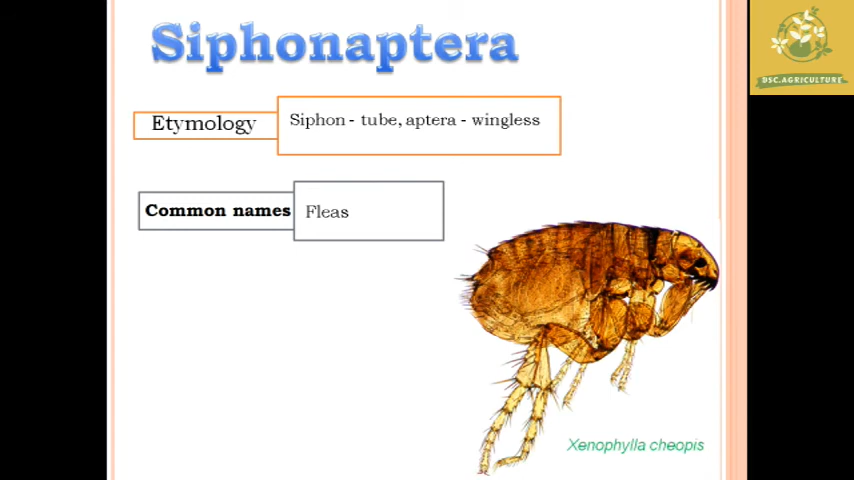 Siphonaptera
DSC.AGRICULTURE
Etymology
Siphon - tube, aptera - wingless
Common names
Fleas
Xenophylla cheopis